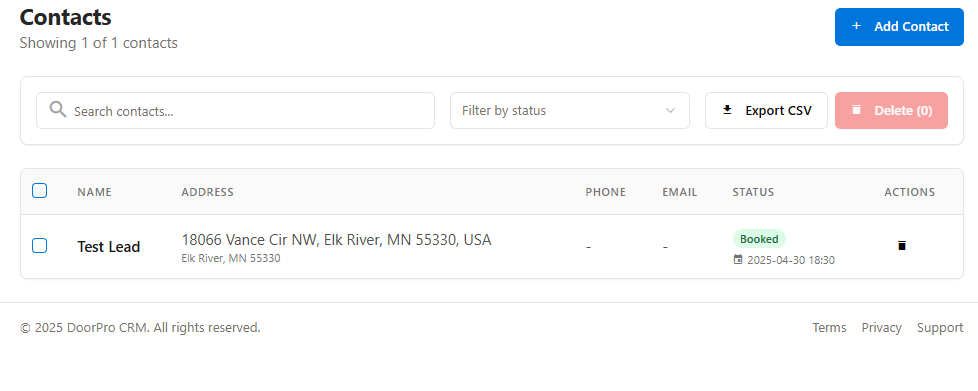 Contacts
Showing 1 of 1 contacts
+ Add Contact
Search contacts...
Filter by status
Export CSV
Delete (0)
NAME ADDRESS PHONE EMAIL STATUS ACTIONS
Test Lead
18066 Vance Cir NW, Elk River, MN 55330, USA
Elk River, MN 55330
-
-
Booked
2025-04-30 18:30
© 2025 DoorPro CRM. All rights reserved.
Terms Privacy Support